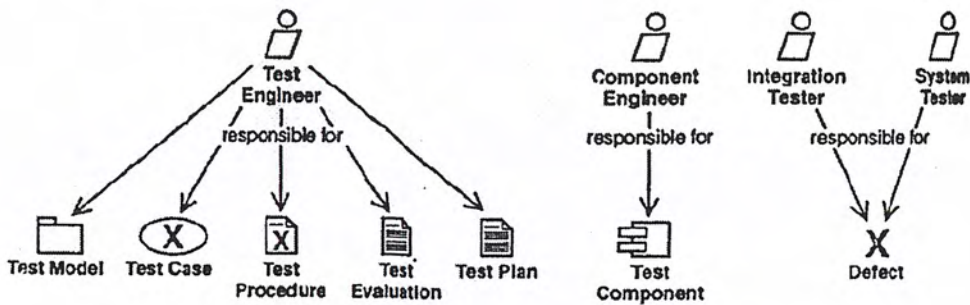 Test
Engineer
Component
Engineer
Integration
Tester
System
Tester
responsible for
responsible for
responsible for
Test Model
Test Case
X
Test
Procedure
X
Test
Evaluation
Test Plan
Test
Component
X
Defect